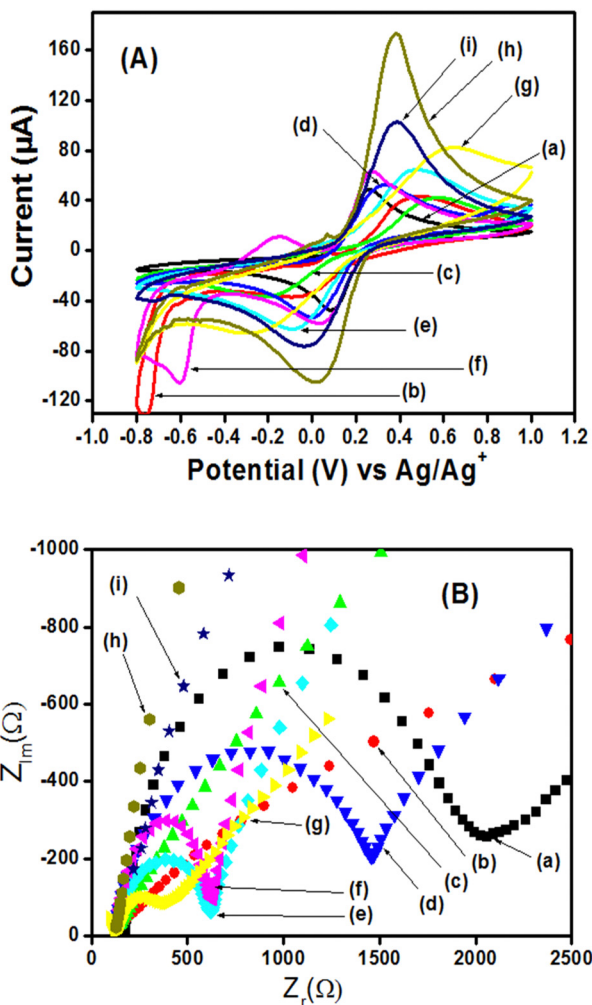 (A)
160
120
80
40
0
-40
-80
-120
Current (µA)
(i)
(h)
(g)
(d)
(a)
(c)
(e)
(f)
(b)
-1.0 -0.8 -0.6 -0.4 -0.2 0.0 0.2 0.4 0.6 0.8 1.0 1.2
Potential (V) vs Ag/Ag+
(B)
-1000
-800
-600
-400
-200
0
ZIm(Ω)
(i)
(h)
(g)
(b)
(a)
(c)
(d)
(f)
(e)
0 500 1000 1500 2000 2500
Zr(Ω)